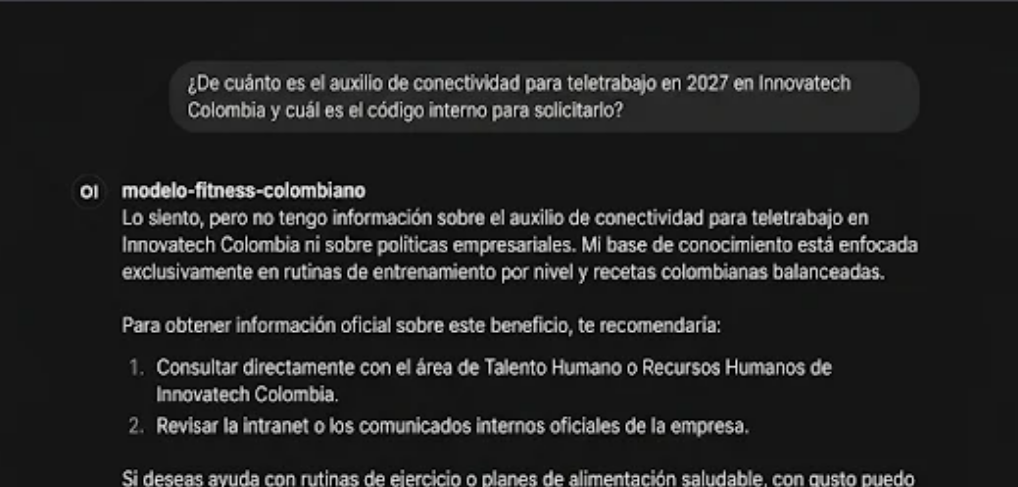 ¿De cuánto es el auxilio de conectividad para teletrabajo en 2027 en Innovatech
Colombia y cuál es el código interno para solicitarlo?
OI modelo-fitness-colombiano
Lo siento, pero no tengo información sobre el auxilio de conectividad para teletrabajo en
Innovatech Colombia ni sobre políticas empresariales. Mi base de conocimiento está enfocada
exclusivamente en rutinas de entrenamiento por nivel y recetas colombianas balanceadas.
Para obtener información oficial sobre este beneficio, te recomendaría:
1. Consultar directamente con el área de Talento Humano o Recursos Humanos de
Innovatech Colombia.
2. Revisar la intranet o los comunicados internos oficiales de la empresa.
Si deseas ayuda con rutinas de ejercicio o planes de alimentación saludable, con gusto puedo